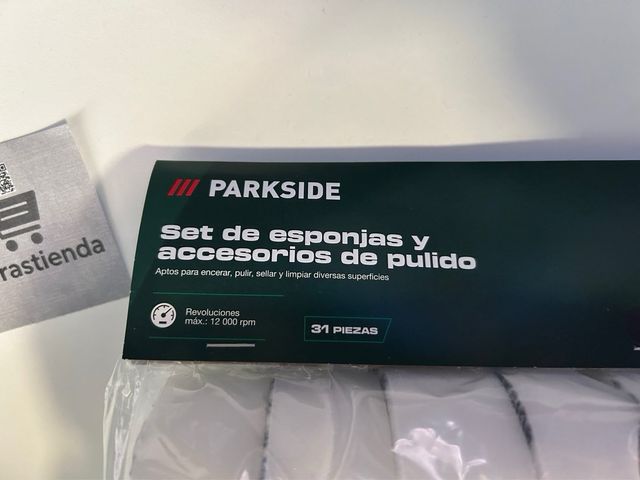 PARKSIDE
Set de esponjas y
accesorios de pulido
Aptos para encerar, pulir, sellar y limpiar diversas superficies
Revoluciones
máx.: 12 000 rpm
31 PIEZAS
rastienda